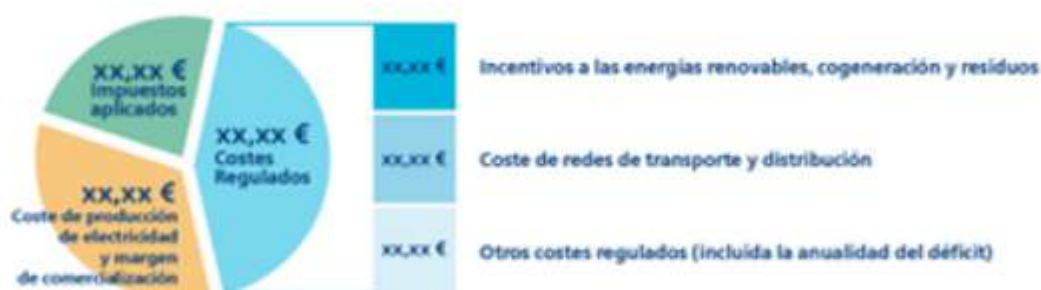 xx,xx €
Impuestos
aplicados
xx,xx €
Costes
Regulados
xx,xx €
Coste de producción
de electricidad
y margen
de comercialización
xx,xx €
Incentivos a las energías renovables, cogeneración y residuos
xx,xx €
Coste de redes de transporte y distribución
xx,xx €
Otros costes regulados (incluida la anualidad del déficit)